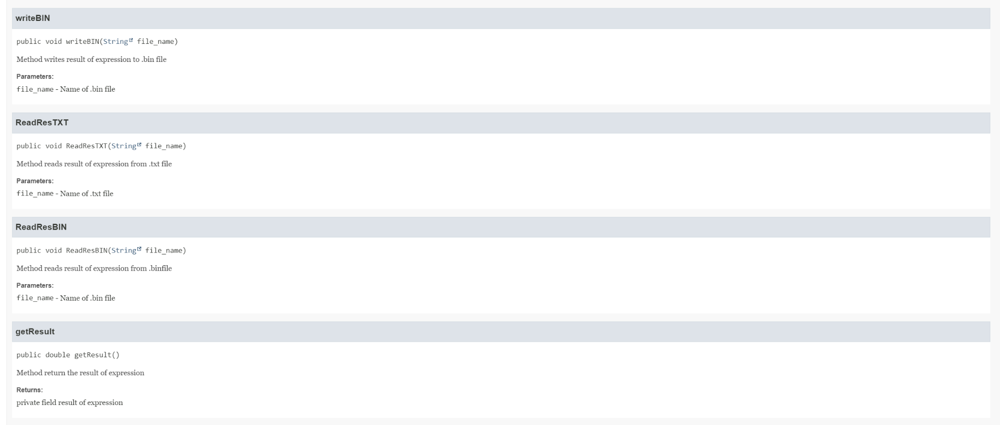 writeBIN
public void writeBIN(String file_name)
Method writes result of expression to .bin file
Parameters:
file_name - Name of .bin file
ReadResTXT
public void ReadResTXT(String file_name)
Method reads result of expression from .txt file
Parameters:
file_name - Name of .txt file
ReadResBIN
public void ReadResBIN(String file_name)
Method reads result of expression from .binfile
Parameters:
file_name - Name of .bin file
getResult
public double getResult()
Method return the result of expression
Returns:
private field result of expression